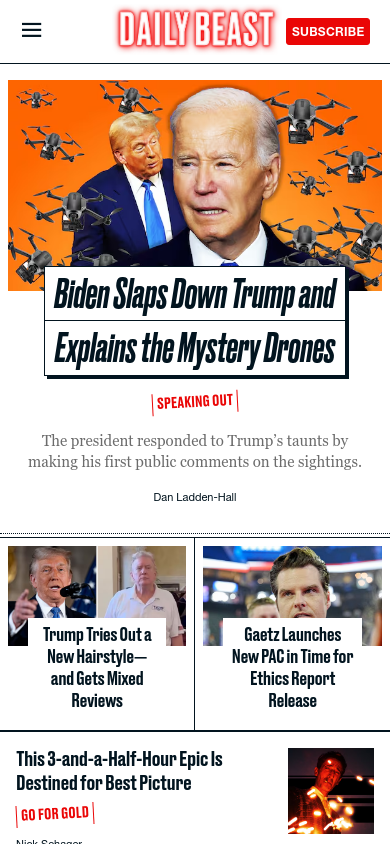 DAILY BEAST
SUBSCRIBE
Biden Slaps Down Trump and
Explains the Mystery Drones
SPEAKING OUT
The president responded to Trump's taunts by
making his first public comments on the sightings.
Dan Ladden-Hall
Trump Tries Out a
New Hairstyle—
and Gets Mixed
Reviews
Gaetz Launches
New PAC in Time for
Ethics Report
Release
This 3-and-a-Half-Hour Epic Is
Destined for Best Picture
GO FOR GOLD
Nick Schager